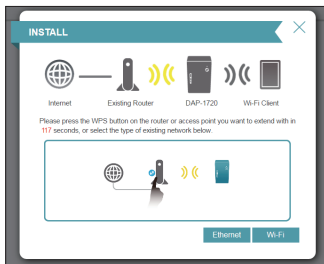 INSTALL
Internet Existing Router DAP-1720 Wi-Fi Client
Please press the WPS button on the router or access point you want to extend with in
117 seconds, or select the type of existing network below.
Ethernet Wi-Fi